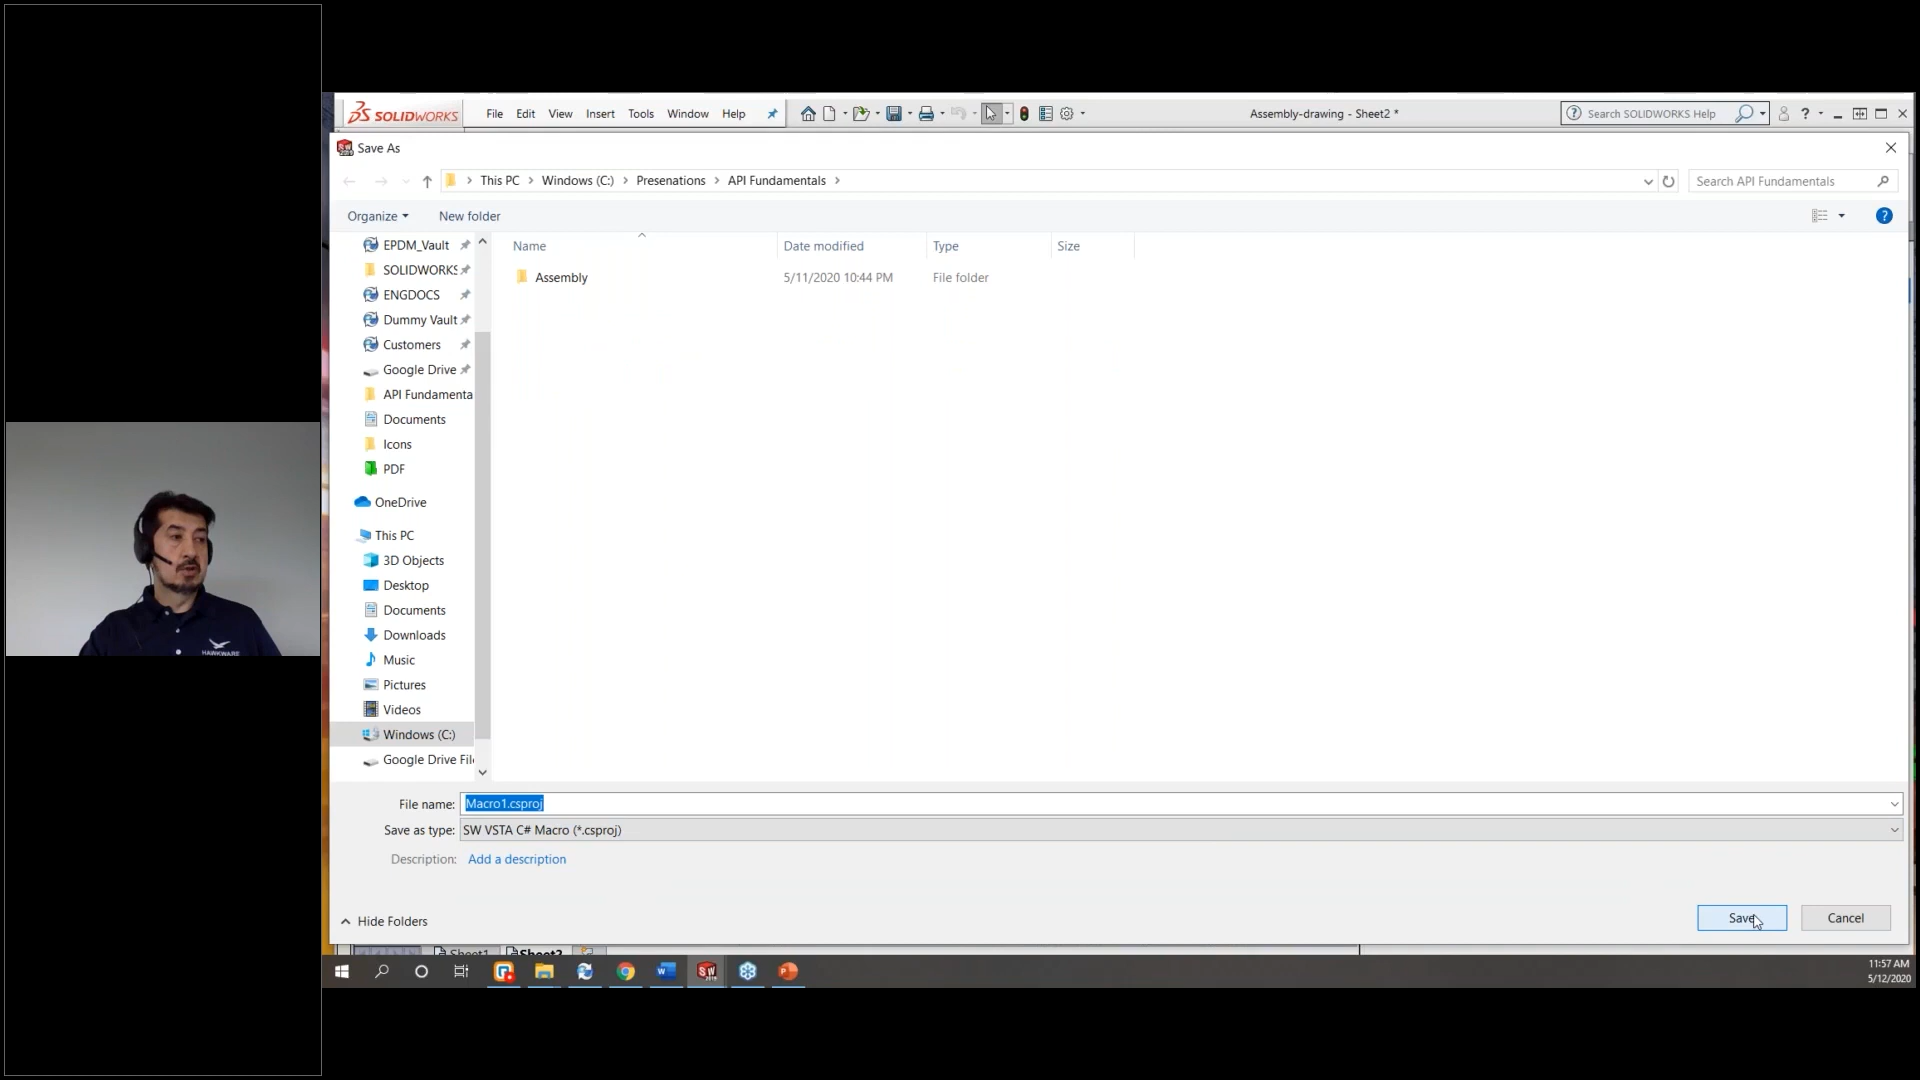 SOLIDWORKS File Edit View Insert Tools Window Help Assembly-drawing - Sheet2 * Search SOLIDWORKS Help ?
Save As
This PC Windows (C:) Presenations API Fundamentals Search API Fundamentals
Organize New folder ?
Name Date modified Type Size
Assembly 5/11/2020 10:44 PM File folder
EPDM_Vault
SOLIDWORKS
ENGDOCS
Dummy Vault
Customers
Google Drive
API Fundamenta
Documents
Icons
PDF
OneDrive
This PC
3D Objects
Desktop
Documents
Downloads
Music
Pictures
Videos
Windows (C:)
Google Drive Fil
File name: Macro1.csproj
Save as type: SW VSTA C# Macro (*.csproj)
Description: Add a description
Hide Folders Save Cancel
Sheet1 Sheet2
11:57 AM
5/12/2020
HAWKWARE